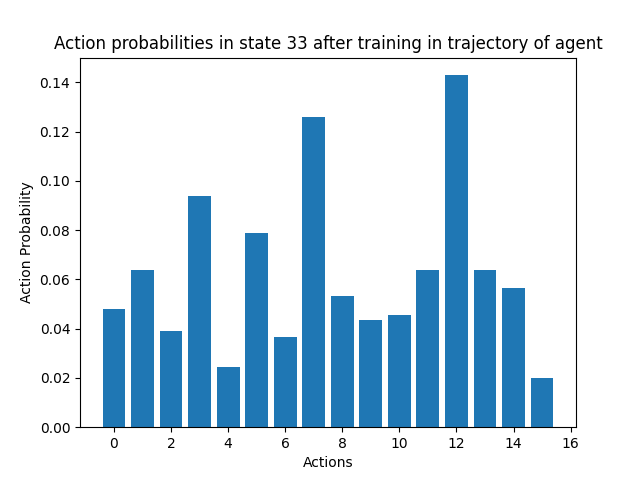 Action probabilities in state 33 after training in trajectory of agent
0.14
0.12
0.10
0.08
0.06
0.04
0.02
0.00
Action Probability
0 2 4 6 8 10 12 14 16
Actions